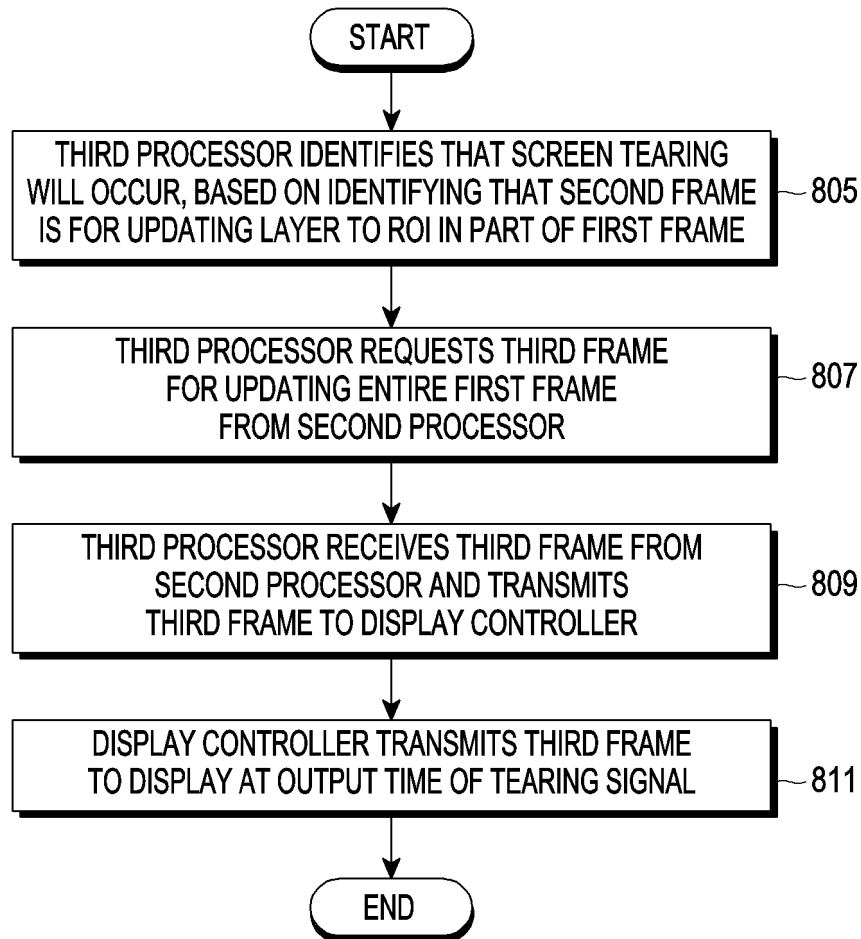 START
THIRD PROCESSOR IDENTIFIES THAT SCREEN TEARING
WILL OCCUR, BASED ON IDENTIFYING THAT SECOND FRAME
IS FOR UPDATING LAYER TO ROI IN PART OF FIRST FRAME
805
THIRD PROCESSOR REQUESTS THIRD FRAME
FOR UPDATING ENTIRE FIRST FRAME
FROM SECOND PROCESSOR
807
THIRD PROCESSOR RECEIVES THIRD FRAME FROM
SECOND PROCESSOR AND TRANSMITS
THIRD FRAME TO DISPLAY CONTROLLER
809
DISPLAY CONTROLLER TRANSMITS THIRD FRAME
TO DISPLAY AT OUTPUT TIME OF TEARING SIGNAL
811
END